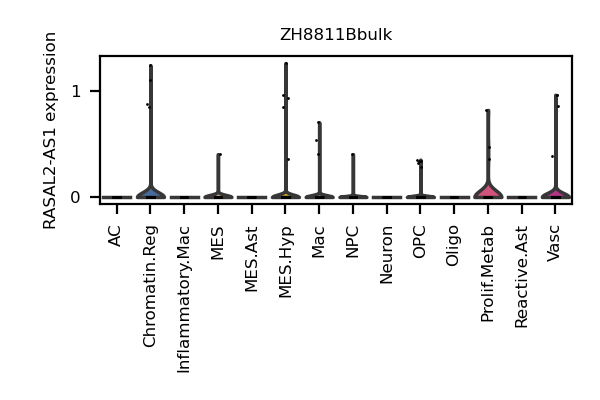 ZH8811Bbulk
RASAL2-AS1 expression
1
0
AC
Chromatin.Reg
Inflammatory.Mac
MES
MES.Ast
MES.Hyp
Mac
NPC
Neuron
OPC
Oligo
Prolif.Metab
Reactive.Ast
Vasc